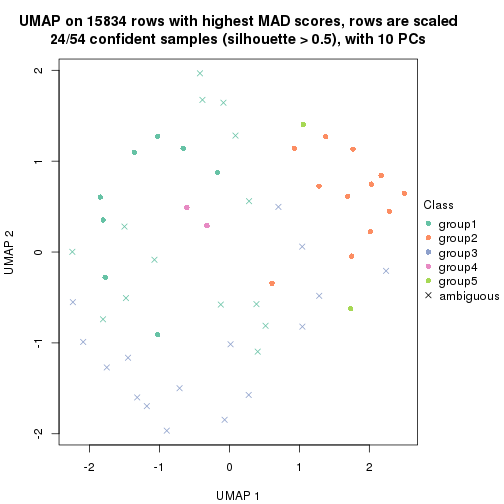 UMAP on 15834 rows with highest MAD scores, rows are scaled
24/54 confident samples (silhouette > 0.5), with 10 PCs
2
1
0
-1
-2
UMAP 2
-2
-1
0
1
2
UMAP 1
Class
group1
group2
group3
group4
group5
ambiguous